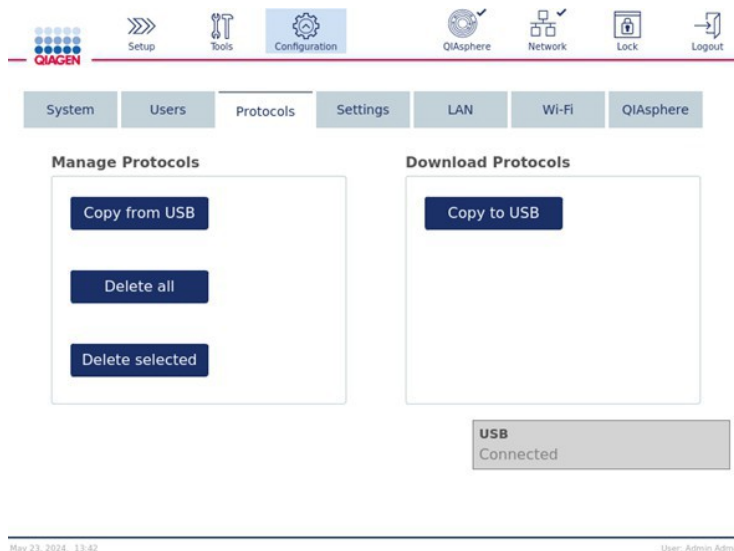 QIAGEN
Setup
Tools
Configuration
QIAsphere
Network
Lock
Logout
System
Users
Protocols
Settings
LAN
Wi-Fi
QIAsphere
Manage Protocols
Download Protocols
Copy from USB
Copy to USB
Delete all
Delete selected
USB
Connected
May 23, 2024 13:42
User: Admin Adm